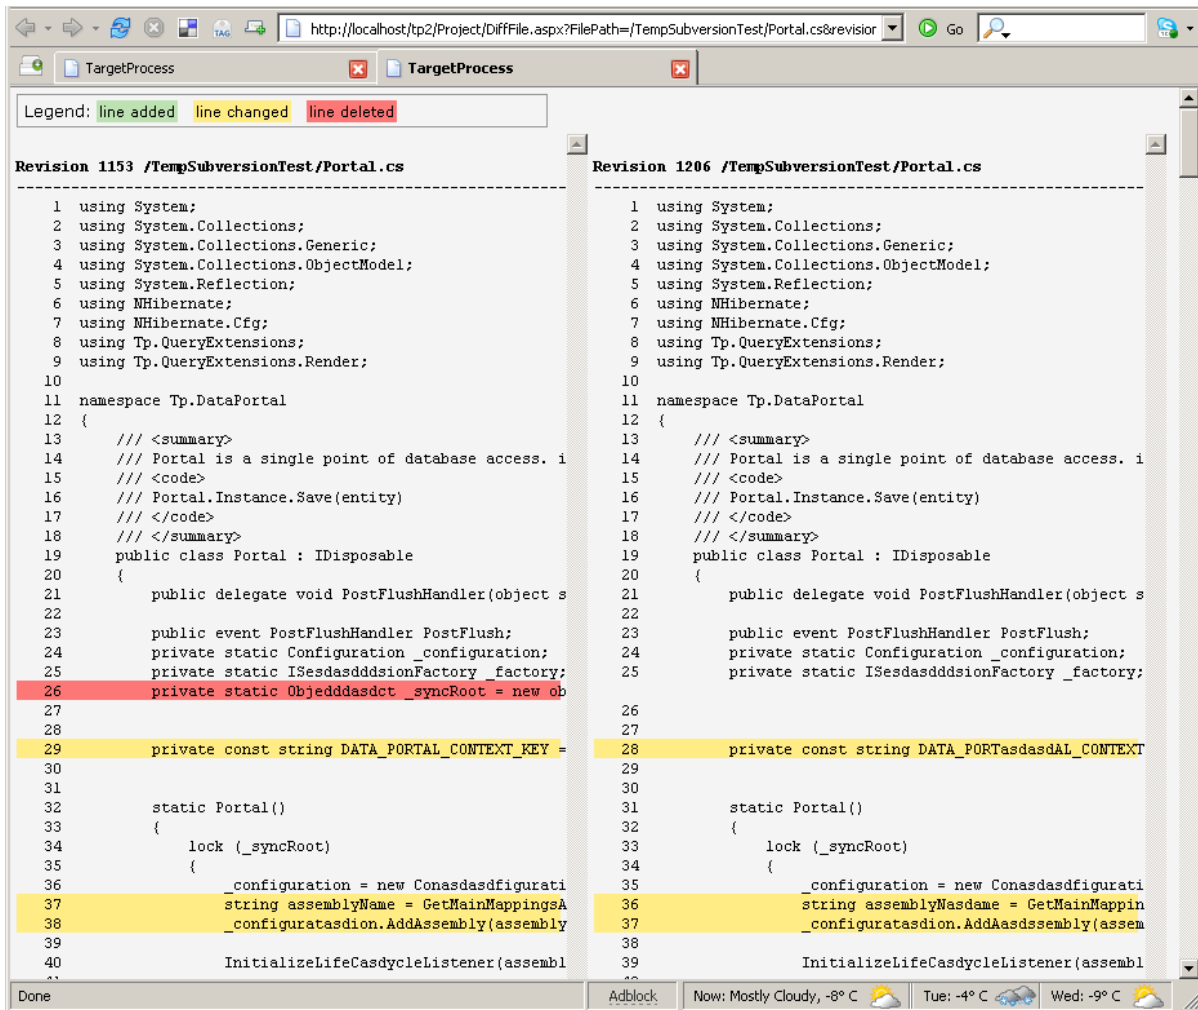 http://localhost/tp2/Project/DiffFile.aspx?FilePath=/TempSubversionTest/Portal.cs&revisior
Go
TAG
TargetProcess
TargetProcess
Legend: line added line changed line deleted
Revision 1153 /TempSubversionTest/Portal.cs
1 using System;
2 using System.Collections;
3 using System.Collections.Generic;
4 using System.Collections.ObjectModel;
5 using System.Reflection;
6 using NHibernate;
7 using NHibernate.Cfg;
8 using Tp.QueryExtensions;
9 using Tp.QueryExtensions.Render;
10
11 namespace Tp.DataPortal
12 {
13 /// <summary>
14 /// Portal is a single point of database access. i
15 /// <code>
16 /// Portal.Instance.Save(entity)
17 /// </code>
18 /// </summary>
19 public class Portal : IDisposable
20 {
21 public delegate void PostFlushHandler(object s
22
23 public event PostFlushHandler PostFlush;
24 private static Configuration _configuration;
25 private static ISesdasdddsionFactory _factory;
26 private static Objedddasdct _syncRoot = new ob
27
28
29 private const string DATA_PORTAL_CONTEXT_KEY =
30
31
32 static Portal()
33 {
34 lock (_syncRoot)
35 {
36 _configuration = new Conasdasdfigurati
37 string assemblyName = GetMainMappingsA
38 _configuratasdion.AddAssembly(assembly
39
40 InitializeLifeCasdycleListener(assembl
Revision 1206 /TempSubversionTest/Portal.cs
1 using System;
2 using System.Collections;
3 using System.Collections.Generic;
4 using System.Collections.ObjectModel;
5 using System.Reflection;
6 using NHibernate;
7 using NHibernate.Cfg;
8 using Tp.QueryExtensions;
9 using Tp.QueryExtensions.Render;
10
11 namespace Tp.DataPortal
12 {
13 /// <summary>
14 /// Portal is a single point of database access. i
15 /// <code>
16 /// Portal.Instance.Save(entity)
17 /// </code>
18 /// </summary>
19 public class Portal : IDisposable
20 {
21 public delegate void PostFlushHandler(object s
22
23 public event PostFlushHandler PostFlush;
24 private static Configuration _configuration;
25 private static ISesdasdddsionFactory _factory;
26
27
28 private const string DATA_PORTasdasdAL_CONTEXT
29
30
31 static Portal()
32 {
33 lock (_syncRoot)
34 {
35 _configuration = new Conasdasdfigurati
36 string assemblyNasdame = GetMainMappin
37 _configuratasdion.AddAasdssembly(assem
38
39 InitializeLifeCasdycleListener(assembl
Done
Adblock
Now: Mostly Cloudy, -8° C
Tue: -4° C
Wed: -9° C